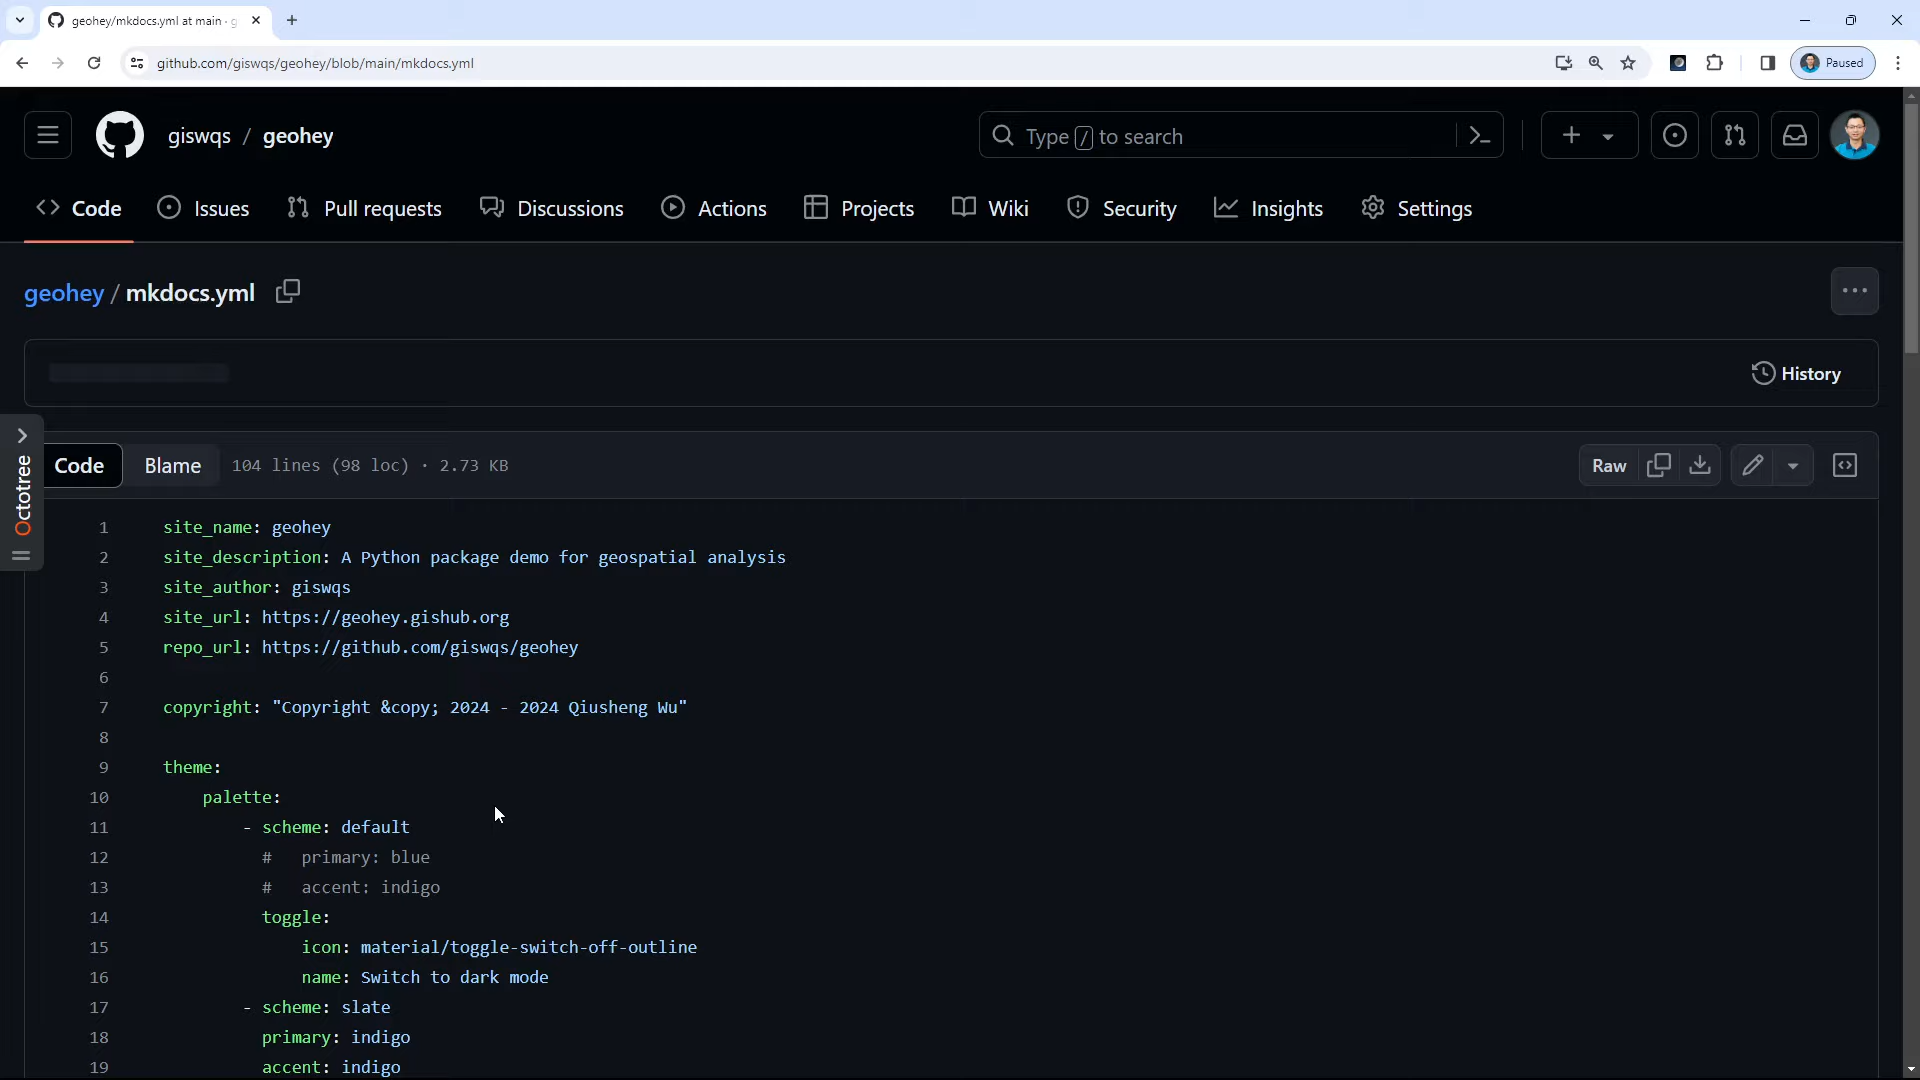 geohey/mkdocs.yml at main · g
github.com/giswqs/geohey/blob/main/mkdocs.yml
Paused
giswqs / geohey
Type / to search
Code
Issues
Pull requests
Discussions
Actions
Projects
Wiki
Security
Insights
Settings
geohey / mkdocs.yml
History
Octotree
Code
Blame
104 lines (98 loc) · 2.73 KB
Raw
1 site_name: geohey
2 site_description: A Python package demo for geospatial analysis
3 site_author: giswqs
4 site_url: https://geohey.gishub.org
5 repo_url: https://github.com/giswqs/geohey
6
7 copyright: "Copyright &copy; 2024 - 2024 Qiusheng Wu"
8
9 theme:
10 palette:
11 - scheme: default
12 # primary: blue
13 # accent: indigo
14 toggle:
15 icon: material/toggle-switch-off-outline
16 name: Switch to dark mode
17 - scheme: slate
18 primary: indigo
19 accent: indigo